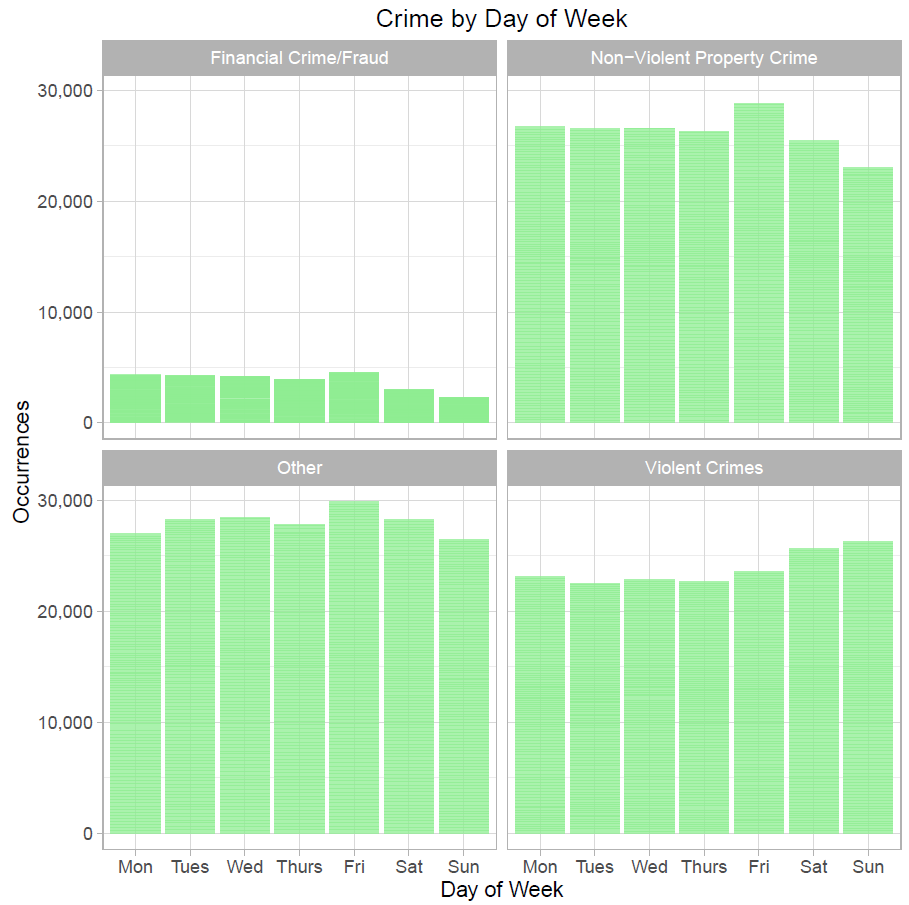 Crime by Day of Week
Financial Crime/Fraud
Non−Violent Property Crime
30,000
20,000
10,000
0
Occurrences
Other
Violent Crimes
30,000
20,000
10,000
0
Mon Tues Wed Thurs Fri Sat Sun
Mon Tues Wed Thurs Fri Sat Sun
Day of Week